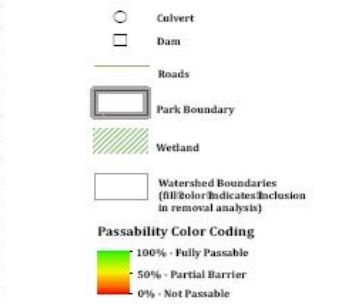 Culvert
Dam
Roads
Park Boundary
Wetland
Watershed Boundaries
(fill color indicates inclusion
in removal analysis)
Passability Color Coding
100% - Fully Passable
50% - Partial Barrier
0% - Not Passable